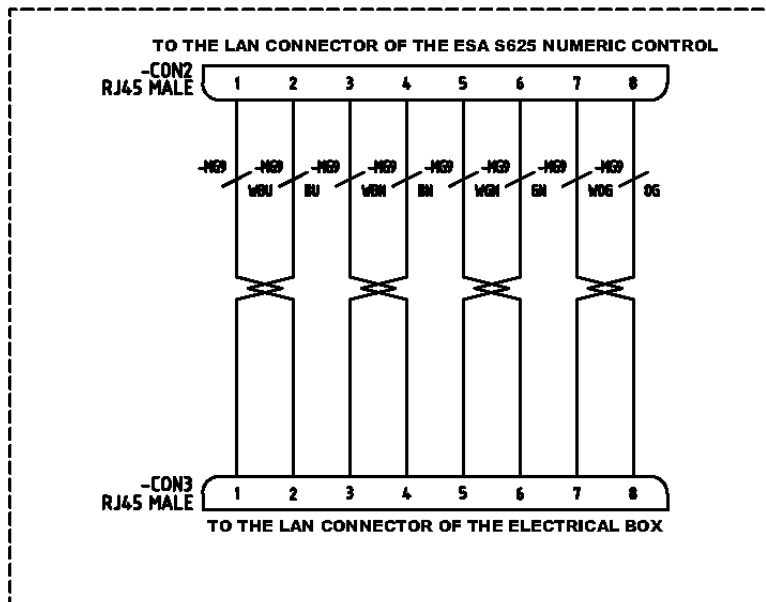 TO THE LAN CONNECTOR OF THE ESA S625 NUMERIC CONTROL
-CON2
RJ45 MALE
1 2 3 4 5 6 7 8
-MG9 -MG9 -MG9 -MG9 -MG9 -MG9 -MG9 -MG9
WBU BU WBN BN WGN GN WOG OG
-CON3
RJ45 MALE
1 2 3 4 5 6 7 8
TO THE LAN CONNECTOR OF THE ELECTRICAL BOX